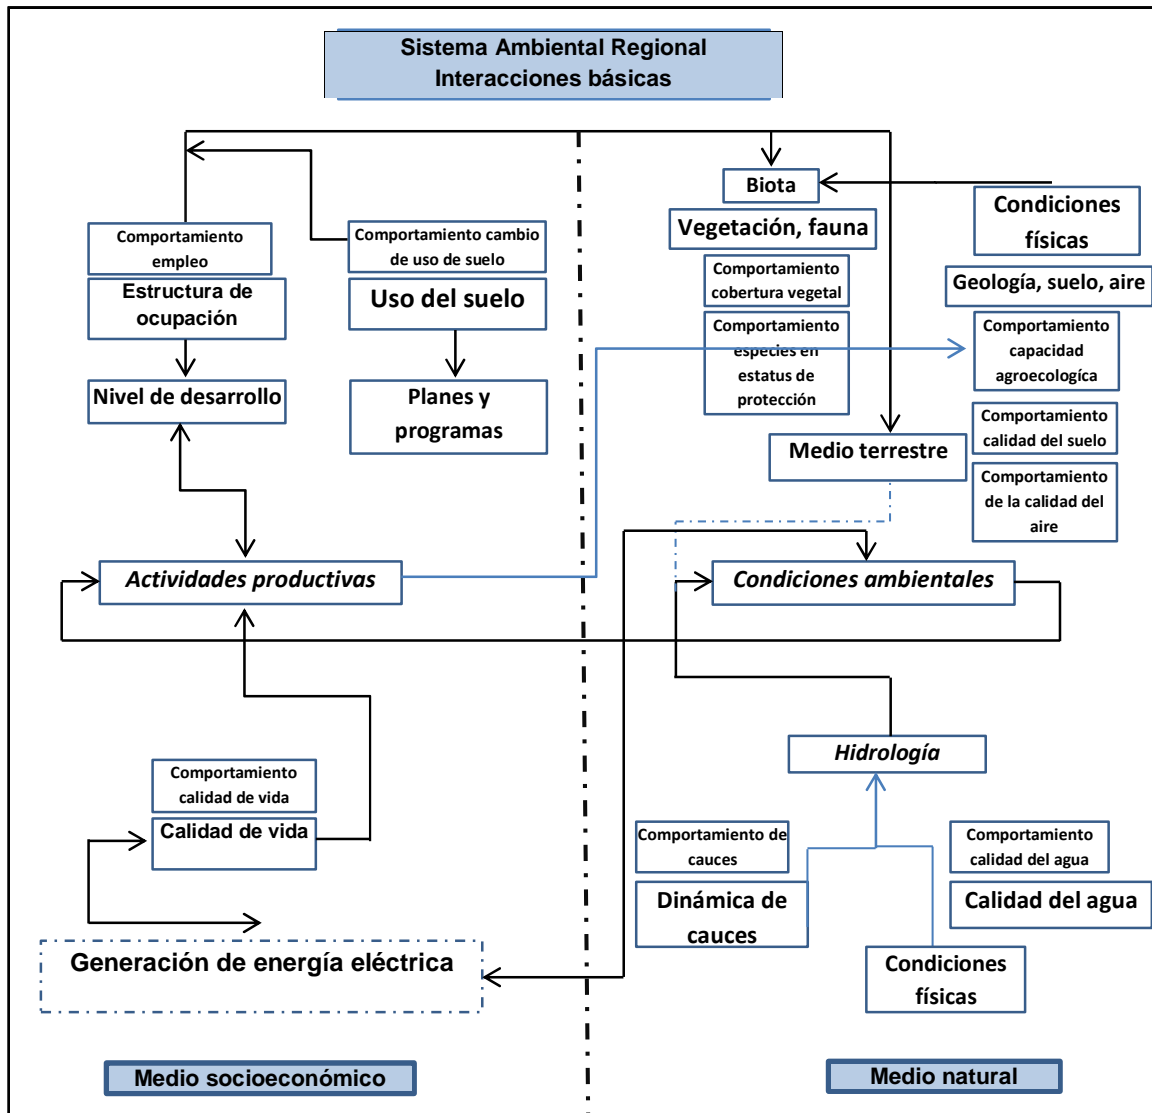 Sistema Ambiental Regional
Interacciones básicas
Comportamiento
empleo
Estructura de
ocupación
Nivel de desarrollo
Comportamiento cambio
de uso de suelo
Uso del suelo
Planes y
programas
Actividades productivas
Comportamiento
calidad de vida
Calidad de vida
Generación de energía eléctrica
Medio socioeconómico
Biota
Vegetación, fauna
Comportamiento
cobertura vegetal
Comportamiento
especies en
estatus de
protección
Condiciones
físicas
Geología, suelo, aire
Comportamiento
capacidad
agroecologíca
Comportamiento
calidad del suelo
Comportamiento
de la calidad del
aire
Medio terrestre
Condiciones ambientales
Hidrología
Comportamiento de
cauces
Dinámica de
cauces
Comportamiento
calidad del agua
Calidad del agua
Condiciones
físicas
Medio natural